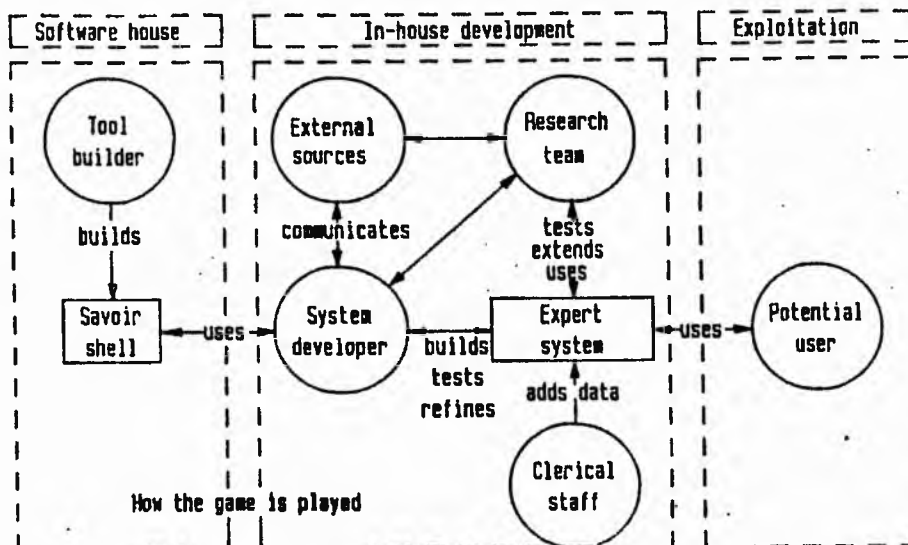 Software house
In-house development
Exploitation
Tool
builder
External
sources
Research
team
builds
communicates
tests
extends
uses
Savoir
shell
uses
System
developer
builds
tests
refines
Expert
system
uses
Potential
user
adds data
Clerical
staff
How the game is played